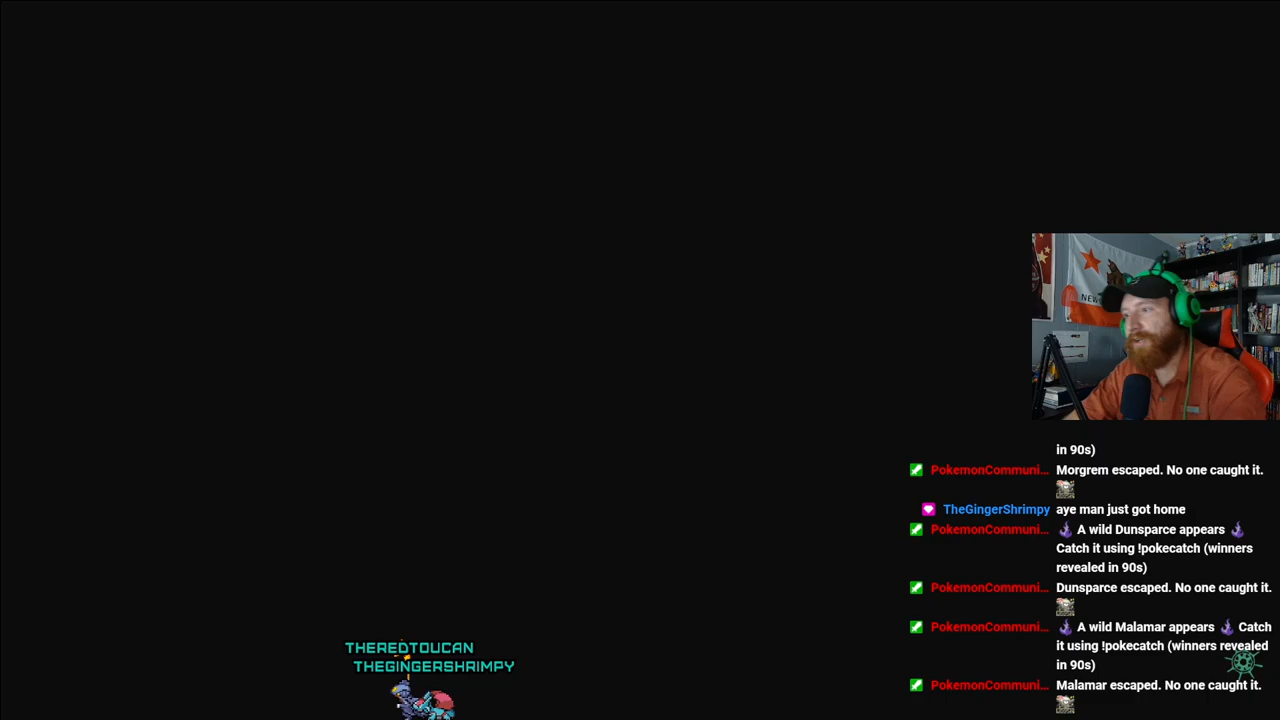 NEW
in 90s)
PokemonCommuni... Morgrem escaped. No one caught it.
TheGingerShrimpy aye man just got home
PokemonCommuni... A wild Dunsparce appears
Catch it using !pokecatch (winners
revealed in 90s)
PokemonCommuni... Dunsparce escaped. No one caught it.
PokemonCommuni... A wild Malamar appears Catch
it using !pokecatch (winners revealed
in 90s)
PokemonCommuni... Malamar escaped. No one caught it.
THEREDTOUCAN
THEGINGERSHRIMPY